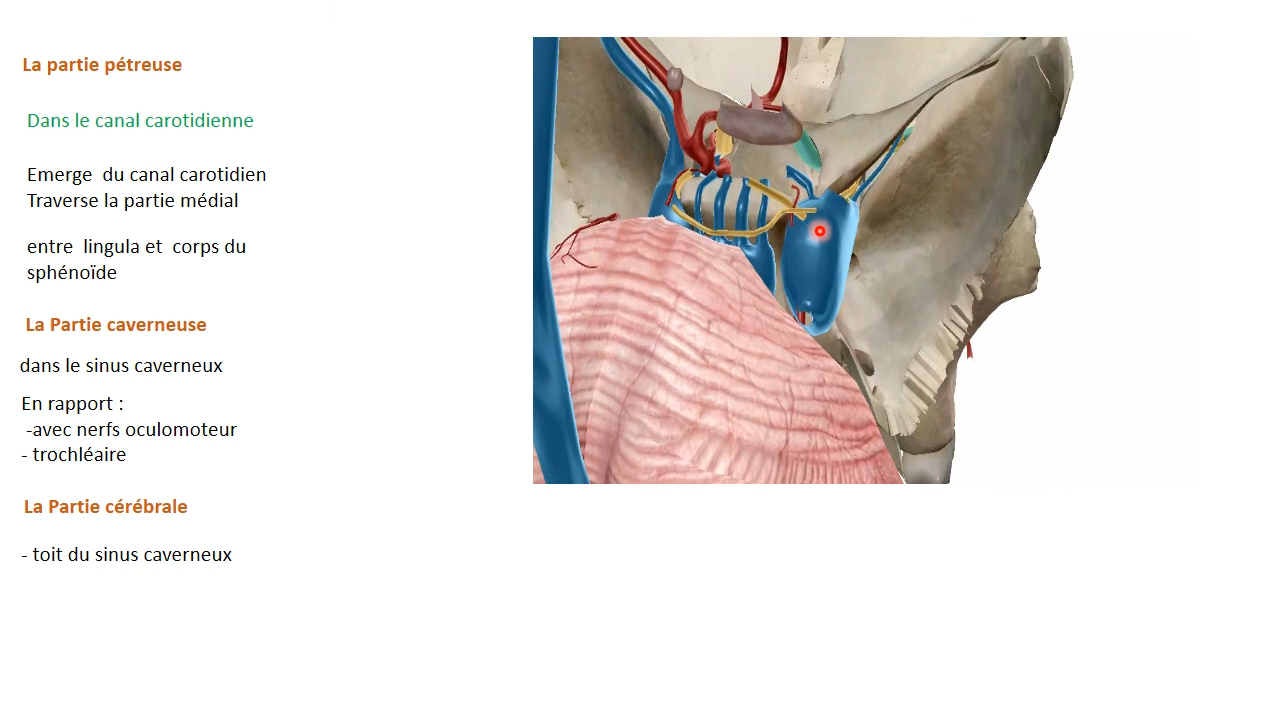 La partie pétreuse
Dans le canal carotidienne
Emerge du canal carotidien
Traverse la partie médial
entre lingula et corps du
sphénoïde
La Partie caverneuse
dans le sinus caverneux
En rapport :
-avec nerfs oculomoteur
- trochléaire
La Partie cérébrale
- toit du sinus caverneux